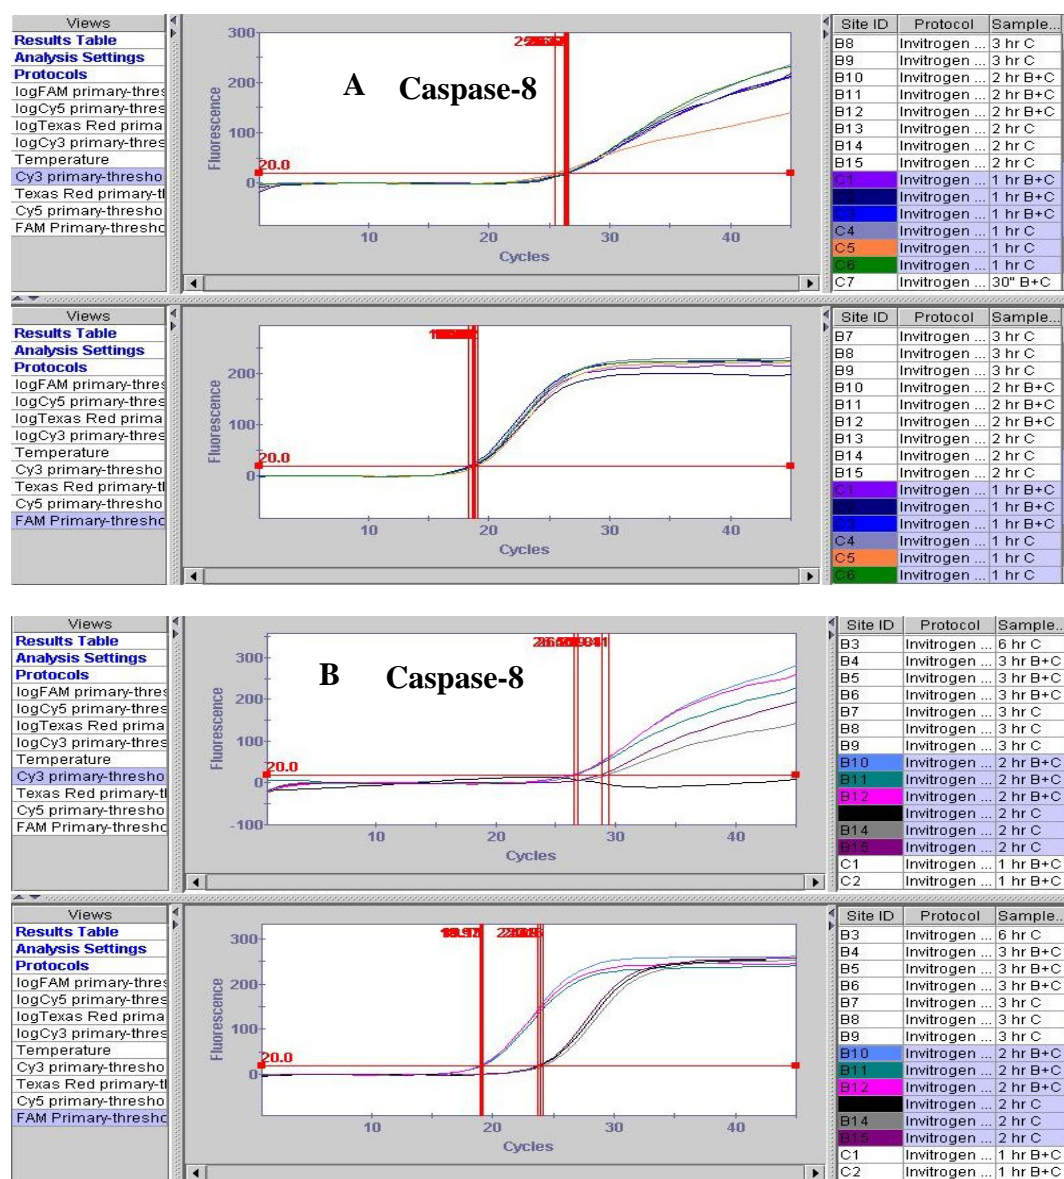 Views
Results Table
Analysis Settings
Protocols
logFAM primary-thres
logCy5 primary-thres
logTexas Red prima
logCy3 primary-thres
Temperature
Cy3 primary-thresho
Texas Red primary-tl
Cy5 primary-thresho
FAM Primary-thresho
A Caspase-8
Fluorescence
300
200
100
0
20.0
10 20 30 40
Cycles
Site ID Protocol Sample...
B8 Invitrogen ... 3 hr C
B9 Invitrogen ... 3 hr C
B10 Invitrogen ... 2 hr B+C
B11 Invitrogen ... 2 hr B+C
B12 Invitrogen ... 2 hr B+C
B13 Invitrogen ... 2 hr C
B14 Invitrogen ... 2 hr C
B15 Invitrogen ... 2 hr C
C1 Invitrogen ... 1 hr B+C
Invitrogen ... 1 hr B+C
C3 Invitrogen ... 1 hr B+C
C4 Invitrogen ... 1 hr C
C5 Invitrogen ... 1 hr C
C6 Invitrogen ... 1 hr C
C7 Invitrogen ... 30" B+C
Views
Results Table
Analysis Settings
Protocols
logFAM primary-thres
logCy5 primary-thres
logTexas Red prima
logCy3 primary-thres
Temperature
Cy3 primary-thresho
Texas Red primary-tl
Cy5 primary-thresho
FAM Primary-thresho
Fluorescence
200
100
0
20.0
10 20 30 40
Cycles
Site ID Protocol Sample...
B7 Invitrogen ... 3 hr C
B8 Invitrogen ... 3 hr C
B9 Invitrogen ... 3 hr C
B10 Invitrogen ... 2 hr B+C
B11 Invitrogen ... 2 hr B+C
B12 Invitrogen ... 2 hr B+C
B13 Invitrogen ... 2 hr C
B14 Invitrogen ... 2 hr C
B15 Invitrogen ... 2 hr C
C1 Invitrogen ... 1 hr B+C
Invitrogen ... 1 hr B+C
C3 Invitrogen ... 1 hr B+C
C4 Invitrogen ... 1 hr C
C5 Invitrogen ... 1 hr C
C6 Invitrogen ... 1 hr C
Views
Results Table
Analysis Settings
Protocols
logFAM primary-thres
logCy5 primary-thres
logTexas Red prima
logCy3 primary-thres
Temperature
Cy3 primary-thresho
Texas Red primary-tl
Cy5 primary-thresho
FAM Primary-thresho
B Caspase-8
Fluorescence
300
200
100
0
-100
20.0
10 20 30 40
Cycles
Site ID Protocol Sample...
B3 Invitrogen ... 6 hr C
B4 Invitrogen ... 3 hr B+C
B5 Invitrogen ... 3 hr B+C
B6 Invitrogen ... 3 hr B+C
B7 Invitrogen ... 3 hr C
B8 Invitrogen ... 3 hr C
B9 Invitrogen ... 3 hr C
B10 Invitrogen ... 2 hr B+C
B11 Invitrogen ... 2 hr B+C
B12 Invitrogen ... 2 hr B+C
Invitrogen ... 2 hr C
B14 Invitrogen ... 2 hr C
B15 Invitrogen ... 2 hr C
C1 Invitrogen ... 1 hr B+C
C2 Invitrogen ... 1 hr B+C
Views
Results Table
Analysis Settings
Protocols
logFAM primary-thres
logCy5 primary-thres
logTexas Red prima
logCy3 primary-thres
Temperature
Cy3 primary-thresho
Texas Red primary-tl
Cy5 primary-thresho
FAM Primary-thresho
Fluorescence
300
200
100
0
20.0
10 20 30 40
Cycles
Site ID Protocol Sample...
B3 Invitrogen ... 6 hr C
B4 Invitrogen ... 3 hr B+C
B5 Invitrogen ... 3 hr B+C
B6 Invitrogen ... 3 hr B+C
B7 Invitrogen ... 3 hr C
B8 Invitrogen ... 3 hr C
B9 Invitrogen ... 3 hr C
B10 Invitrogen ... 2 hr B+C
B11 Invitrogen ... 2 hr B+C
B12 Invitrogen ... 2 hr B+C
Invitrogen ... 2 hr C
B14 Invitrogen ... 2 hr C
B15 Invitrogen ... 2 hr C
C1 Invitrogen ... 1 hr B+C
C2 Invitrogen ... 1 hr B+C